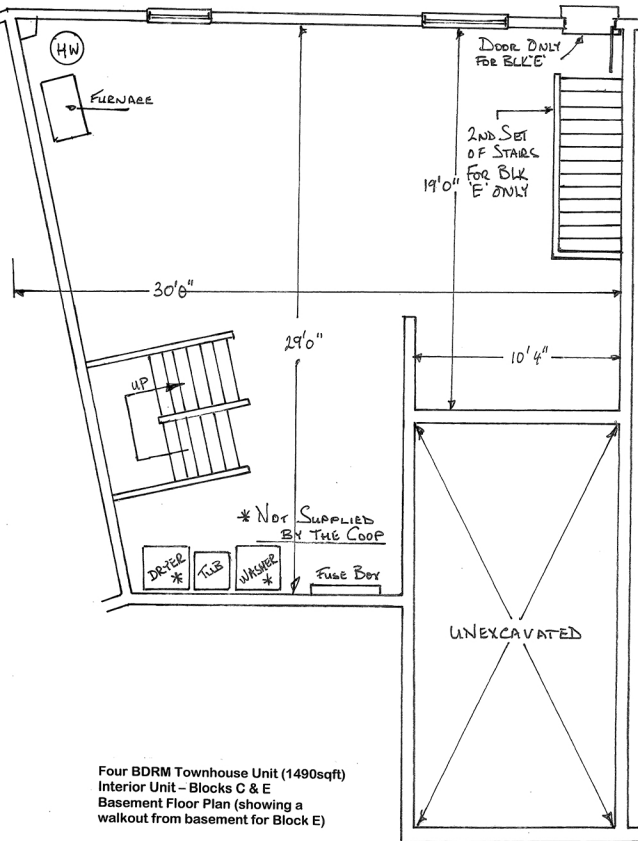 HW
DOOR ONLY
FOR BLK 'E'
FURNACE
2ND SET
OF STAIRS
FOR BLK
'E' ONLY
19'0"
30'0"
29'0"
10'4"
UP
* NOT SUPPLIED
BY THE COOP
DRYER
*
TUB
WASHER
*
FUSE BOX
UNEXCAVATED
Four BDRM Townhouse Unit (1490sqft)
Interior Unit – Blocks C & E
Basement Floor Plan (showing a
walkout from basement for Block E)